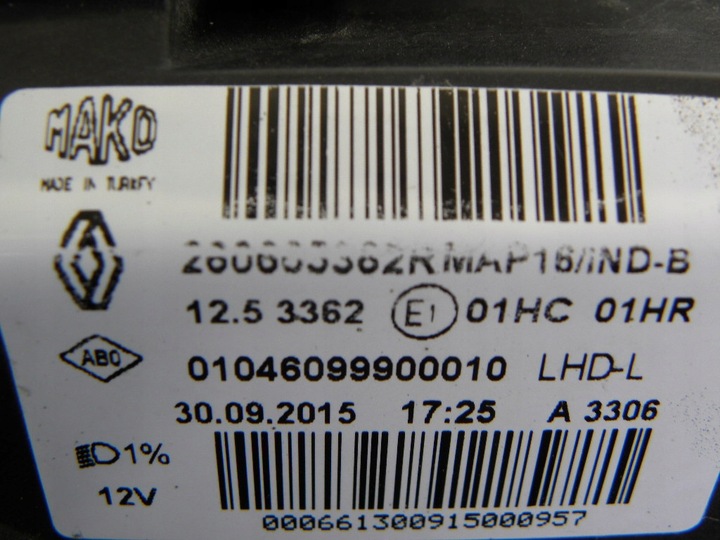 MAKO
MADE IN TURKEY
260603362R MAP16/IND-B
12.5 3362 E1 01HC 01HR
ABO
01046099900010 LHD-L
30.09.2015 17:25 A 3306
1%
12V
000661300915000957